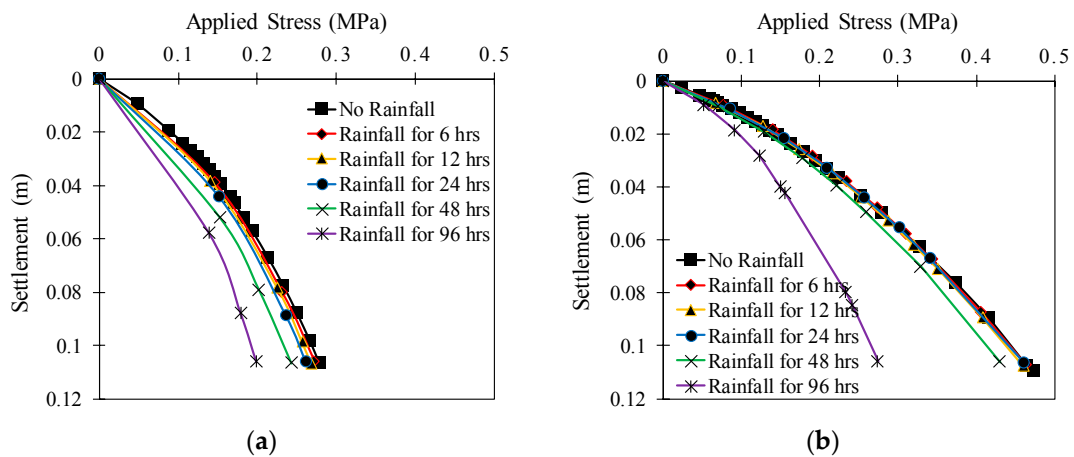 Applied Stress (MPa)
0 0.1 0.2 0.3 0.4 0.5
0
0.02
0.04
0.06
0.08
0.1
0.12
Settlement (m)
No Rainfall
Rainfall for 6 hrs
Rainfall for 12 hrs
Rainfall for 24 hrs
Rainfall for 48 hrs
Rainfall for 96 hrs
(a)
Applied Stress (MPa)
0 0.1 0.2 0.3 0.4 0.5
0
0.02
0.04
0.06
0.08
0.1
0.12
Settlement (m)
No Rainfall
Rainfall for 6 hrs
Rainfall for 12 hrs
Rainfall for 24 hrs
Rainfall for 48 hrs
Rainfall for 96 hrs
(b)